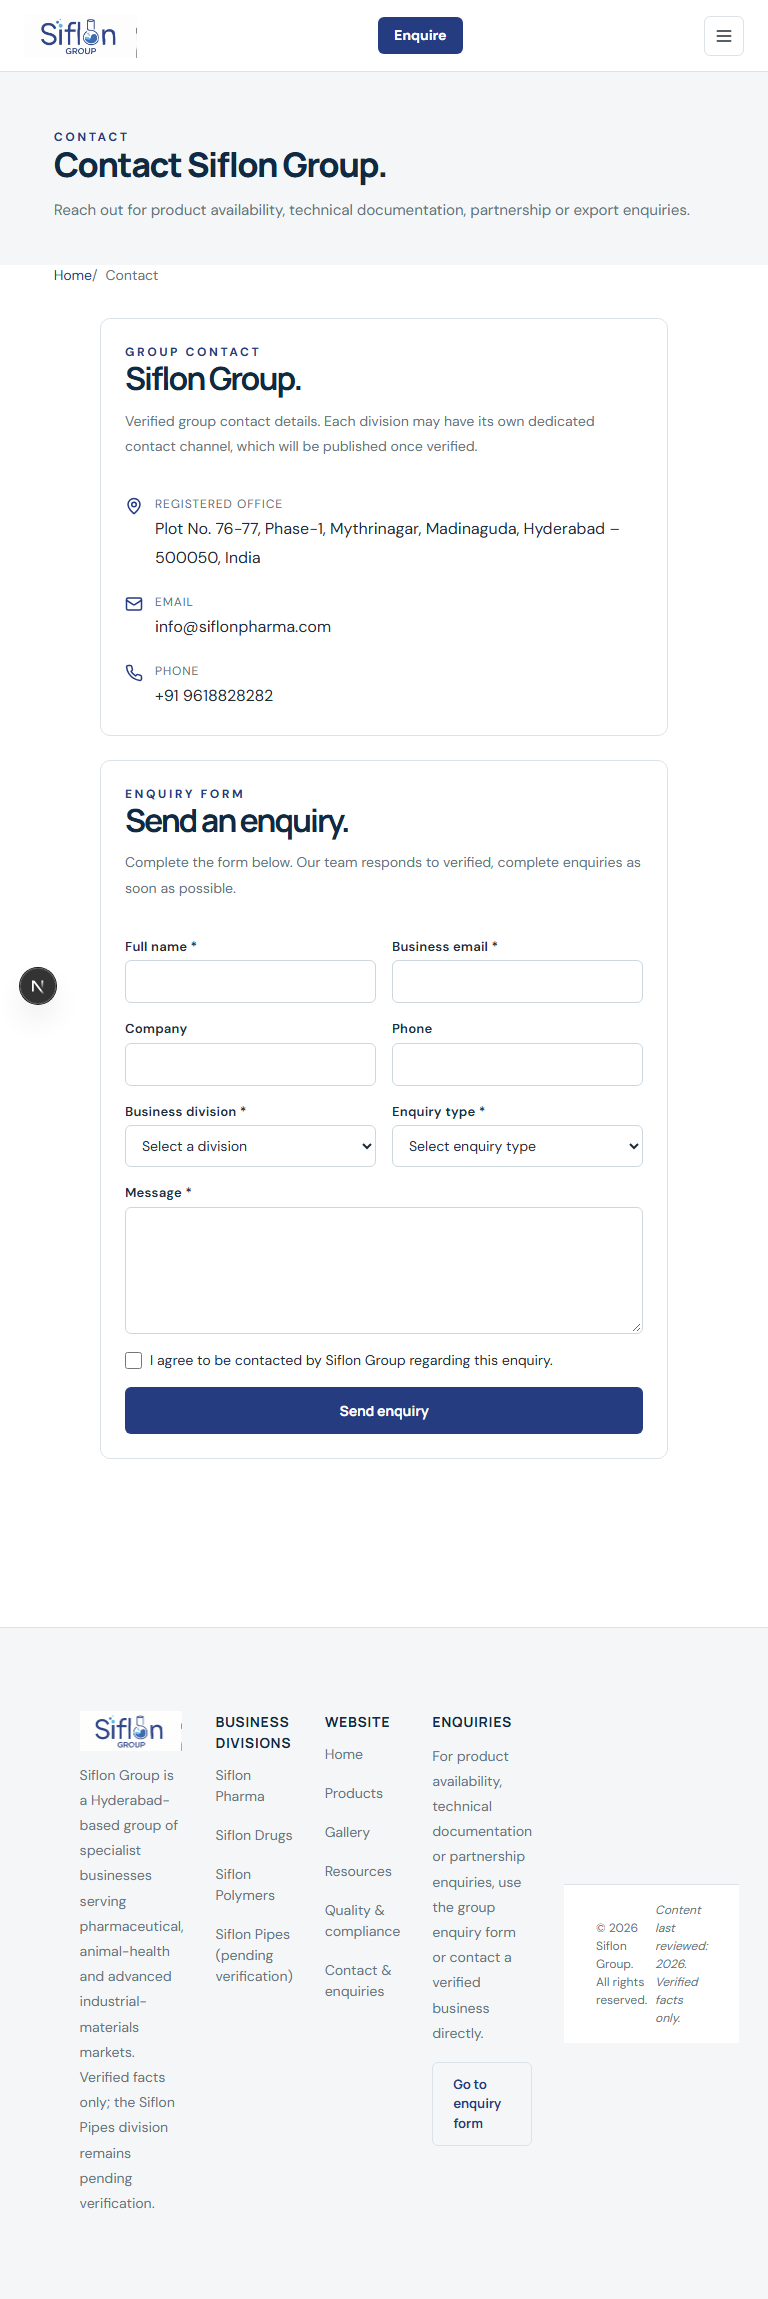 Siflon
GROUP
Enquire
CONTACT
Contact Siflon Group.
Reach out for product availability, technical documentation, partnership or export enquiries.
Home/ Contact
GROUP CONTACT
Siflon Group.
Verified group contact details. Each division may have its own dedicated
contact channel, which will be published once verified.
REGISTERED OFFICE
Plot No. 76-77, Phase-1, Mythrinagar, Madinaguda, Hyderabad –
500050, India
EMAIL
info@siflonpharma.com
PHONE
+91 9618828282
ENQUIRY FORM
Send an enquiry.
Complete the form below. Our team responds to verified, complete enquiries as
soon as possible.
Full name *
Business email *
N
Company
Phone
Business division *
Enquiry type *
Select a division
Select enquiry type
Message *
I agree to be contacted by Siflon Group regarding this enquiry.
Send enquiry
Siflon
GROUP
Siflon Group is
a Hyderabad-
based group of
specialist
businesses
serving
pharmaceutical,
animal-health
and advanced
industrial-
materials
markets.
Verified facts
only; the Siflon
Pipes division
remains
pending
verification.
BUSINESS
DIVISIONS
Siflon
Pharma
Siflon Drugs
Siflon
Polymers
Siflon Pipes
(pending
verification)
WEBSITE
Home
Products
Gallery
Resources
Quality &
compliance
Contact &
enquiries
ENQUIRIES
For product
availability,
technical
documentation
or partnership
enquiries, use
the group
enquiry form
or contact a
verified
business
directly.
Go to
enquiry
form
© 2026
Siflon
Group.
All rights
reserved.
Content
last
reviewed:
2026.
Verified
facts
only.